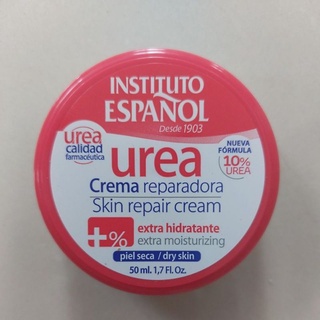 INSTITUTO
ESPAÑOL
Desde 1903
urea
calidad
farmacéutica
NUEVA
FÓRMULA
10%
UREA
urea
Crema reparadora
Skin repair cream
+%
extra hidratante
extra moisturizing
piel seca / dry skin
50 ml. 1,7 Fl. Oz.